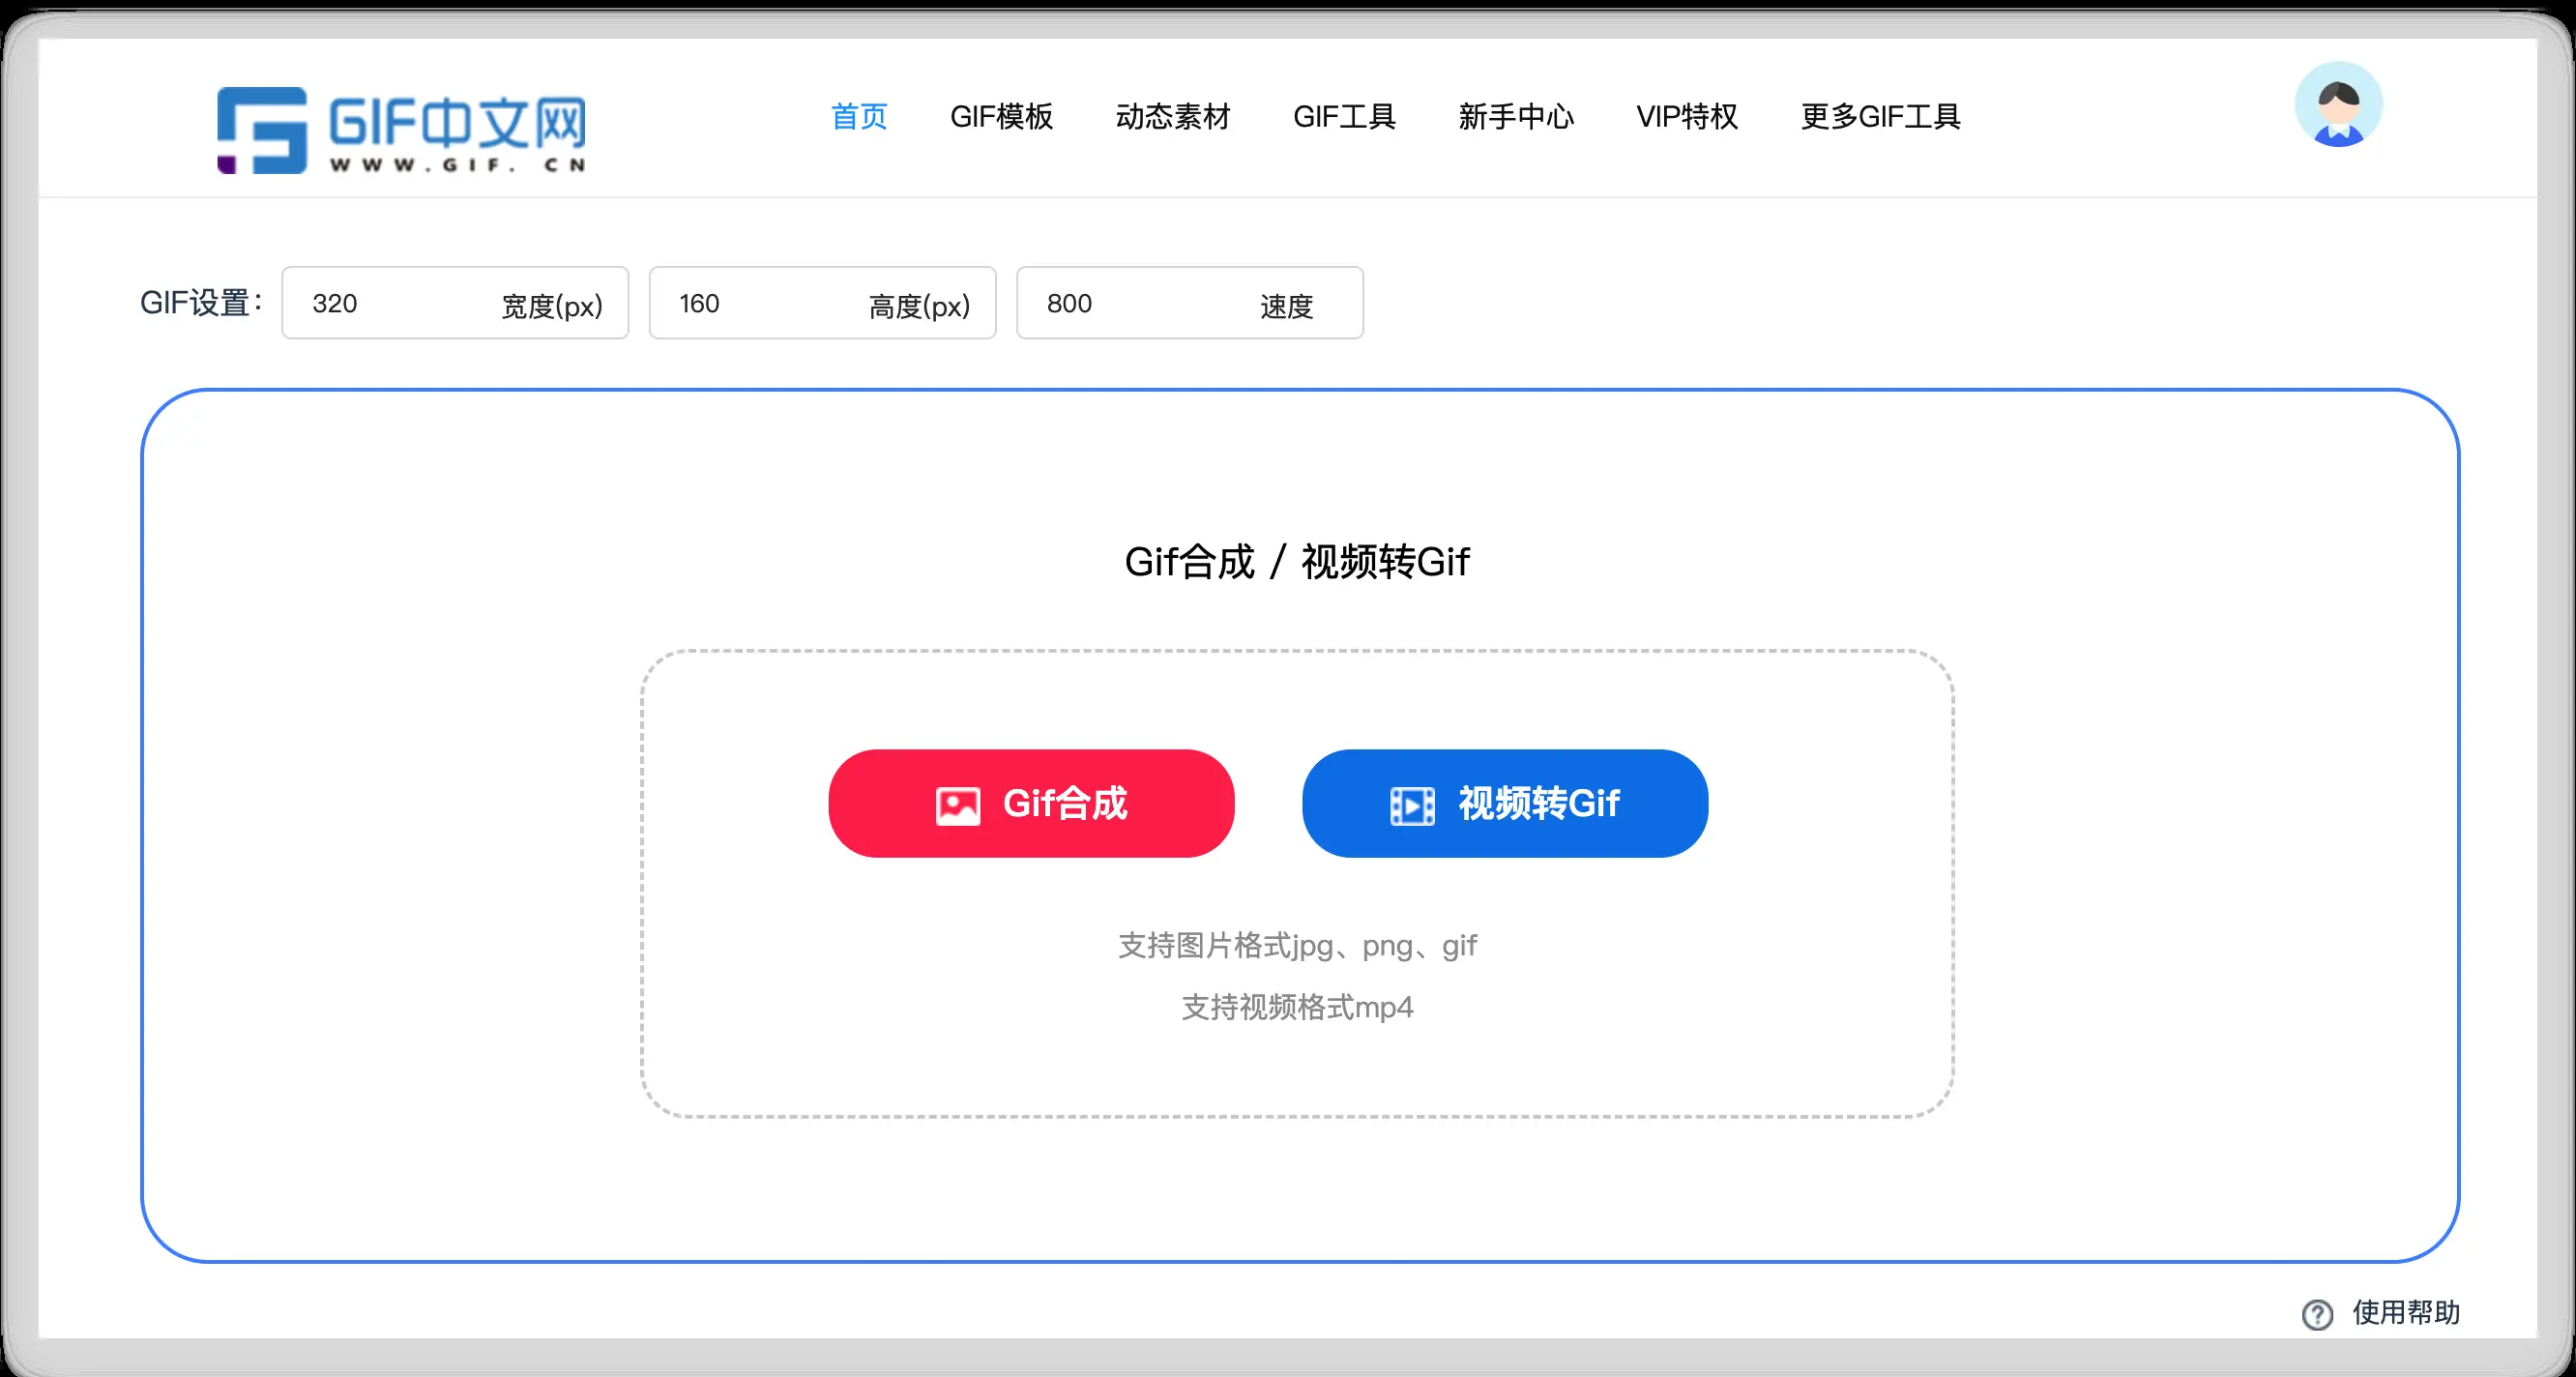 GIF中文网
WWW.GIF.CN
首页 GIF模板 动态素材 GIF工具 新手中心 VIP特权 更多GIF工具
GIF设置： 320 宽度(px) 160 高度(px) 800 速度
Gif合成 / 视频转Gif
Gif合成 视频转Gif
支持图片格式jpg、png、gif
支持视频格式mp4
? 使用帮助